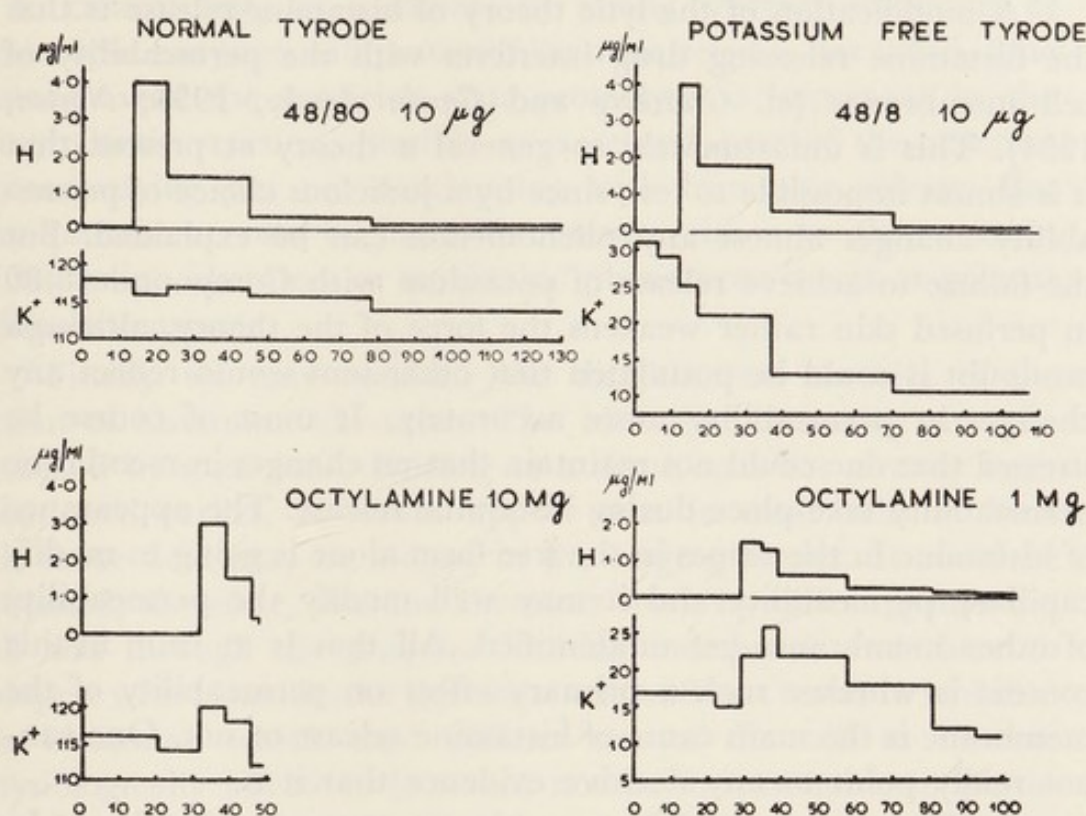 NORMAL TYRODE
µg/Ml
4·0
3·0
2·0
1·0
0
H
48/80 10 µg
120
115
110
K+
0 10 20 30 40 50 60 70 80 90 100 110 120 130
POTASSIUM FREE TYRODE
µg/Ml
4·0
3·0
2·0
1·0
0
H
48/8 10 µg
30
25
20
15
10
K+
0 10 20 30 40 50 60 70 80 90 100 110
µg/Ml
4·0
3·0
2·0
1·0
0
H
OCTYLAMINE 10 Mg
120
115
110
K+
0 10 20 30 40 50
µg/Ml
2·0
1·0
0
H
OCTYLAMINE 1 Mg
25
20
15
10
5
K+
0 10 20 30 40 50 60 70 80 90 100